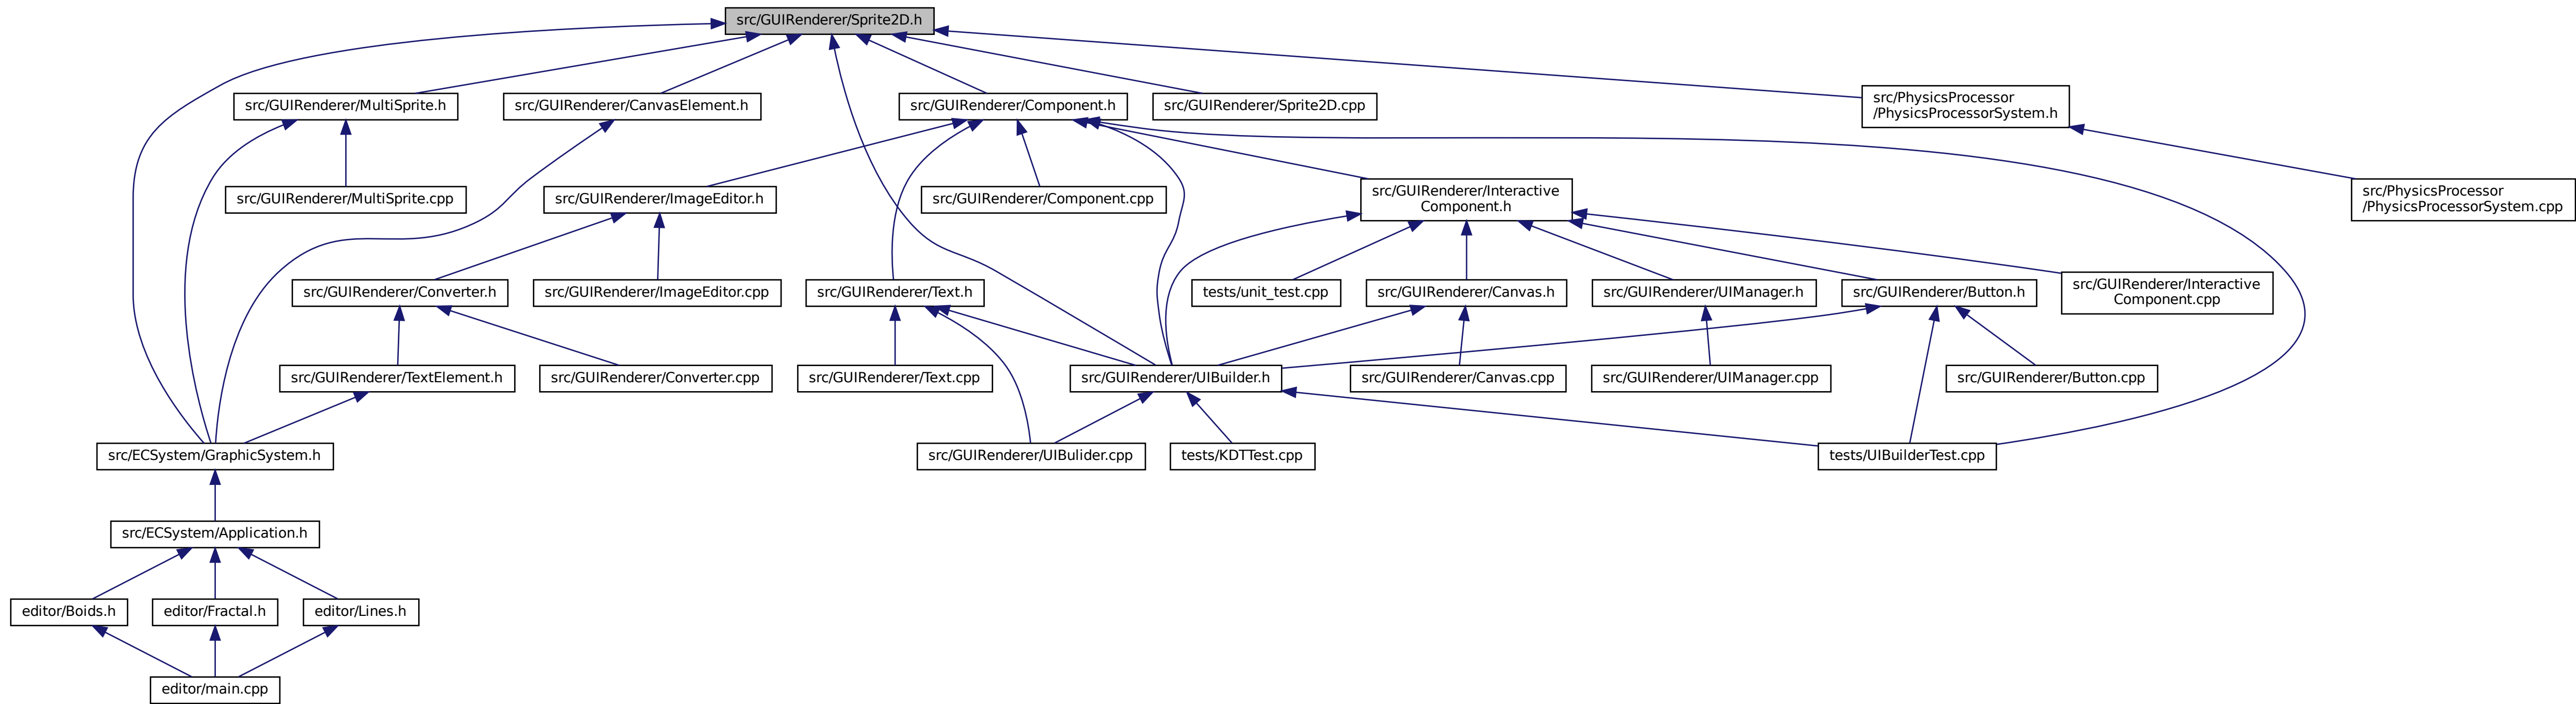 src/GUIRenderer/Sprite2D.h
src/GUIRenderer/MultiSprite.h
src/GUIRenderer/CanvasElement.h
src/GUIRenderer/Component.h
src/GUIRenderer/Sprite2D.cpp
src/PhysicsProcessor
/PhysicsProcessorSystem.h
src/GUIRenderer/MultiSprite.cpp
src/GUIRenderer/ImageEditor.h
src/GUIRenderer/Component.cpp
src/GUIRenderer/Interactive
Component.h
src/PhysicsProcessor
/PhysicsProcessorSystem.cpp
src/GUIRenderer/Converter.h
src/GUIRenderer/ImageEditor.cpp
src/GUIRenderer/Text.h
tests/unit_test.cpp
src/GUIRenderer/Canvas.h
src/GUIRenderer/UIManager.h
src/GUIRenderer/Button.h
src/GUIRenderer/Interactive
Component.cpp
src/GUIRenderer/TextElement.h
src/GUIRenderer/Converter.cpp
src/GUIRenderer/Text.cpp
src/GUIRenderer/UIBuilder.h
src/GUIRenderer/Canvas.cpp
src/GUIRenderer/UIManager.cpp
src/GUIRenderer/Button.cpp
src/ECSystem/GraphicSystem.h
src/GUIRenderer/UIBulider.cpp
tests/KDTTest.cpp
tests/UIBuilderTest.cpp
src/ECSystem/Application.h
editor/Boids.h
editor/Fractal.h
editor/Lines.h
editor/main.cpp